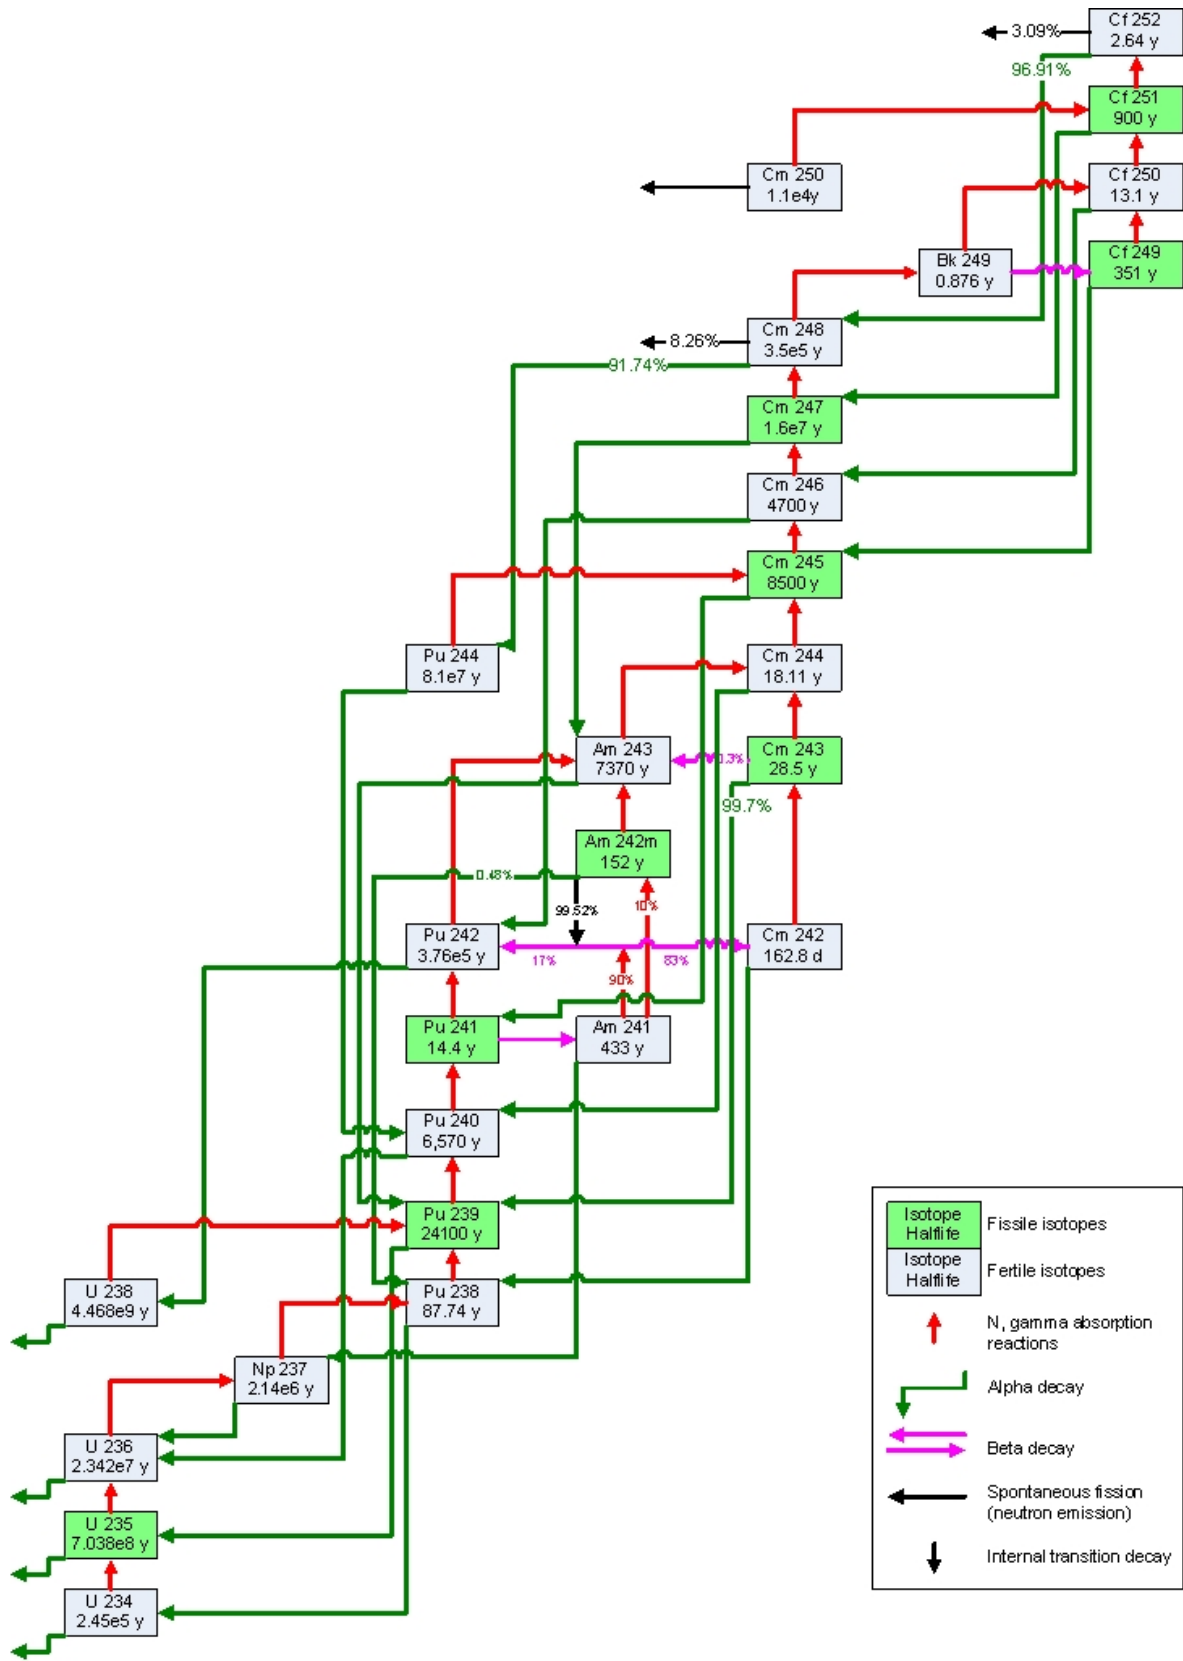 Cf 252
2.64 y
3.09%
96.91%
Cf 251
900 y
Cm 250
1.1e4y
Cf 250
13.1 y
Bk 249
0.876 y
Cf 249
351 y
Cm 248
3.5e5 y
8.26%
91.74%
Cm 247
1.6e7 y
Cm 246
4700 y
Cm 245
8500 y
Pu 244
8.1e7 y
Cm 244
18.11 y
Am 243
7370 y
0.3%
Cm 243
28.5 y
99.7%
Am 242m
152 y
0.48%
99.52%
10%
Pu 242
3.76e5 y
17%
83%
Cm 242
162.8 d
90%
Pu 241
14.4 y
Am 241
433 y
Pu 240
6,570 y
Pu 239
24100 y
U 238
4.468e9 y
Pu 238
87.74 y
Np 237
2.14e6 y
U 236
2.342e7 y
U 235
7.038e8 y
U 234
2.45e5 y
Isotope
Halflife
Fissile isotopes
Isotope
Halflife
Fertile isotopes
N, gamma absorption
reactions
Alpha decay
Beta decay
Spontaneous fission
(neutron emission)
Internal transition decay